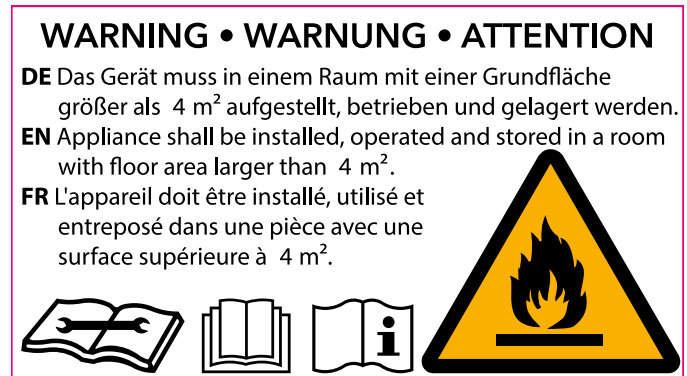 WARNING • WARNUNG • ATTENTION
DE Das Gerät muss in einem Raum mit einer Grundfläche
größer als 4 m² aufgestellt, betrieben und gelagert werden.
EN Appliance shall be installed, operated and stored in a room
with floor area larger than 4 m².
FR L'appareil doit être installé, utilisé et
entreposé dans une pièce avec une
surface supérieure à 4 m².
i